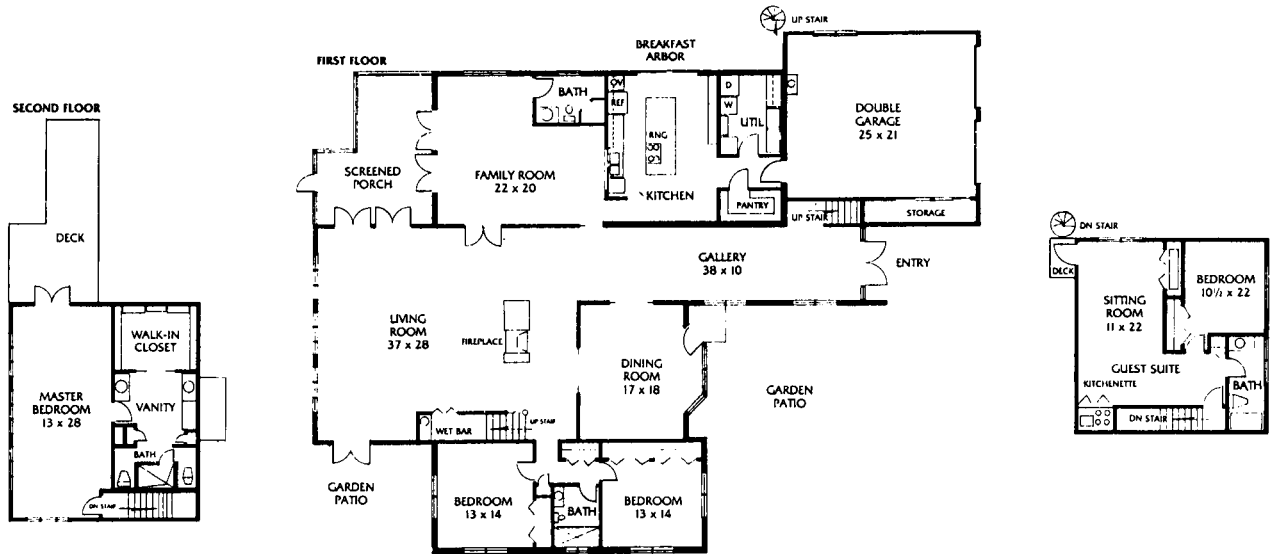 SECOND FLOOR
DECK
WALK-IN
CLOSET
MASTER
BEDROOM
13 x 28
VANITY
BATH
DN STAIR
FIRST FLOOR
BREAKFAST
ARBOR
UP STAIR
SCREENED
PORCH
FAMILY ROOM
22 x 20
BATH
OV
REF
RNG
KITCHEN
D
W
UTIL
PANTRY
DOUBLE
GARAGE
25 x 21
UP STAIR
STORAGE
GALLERY
38 x 10
ENTRY
LIVING
ROOM
37 x 28
FIREPLACE
DINING
ROOM
17 x 18
GARDEN
PATIO
WET BAR
UP STAIR
GARDEN
PATIO
BEDROOM
13 x 14
BATH
BEDROOM
13 x 14
DN STAIR
DECK
SITTING
ROOM
11 x 22
BEDROOM
10½ x 22
GUEST SUITE
KITCHENETTE
BATH
DN STAIR